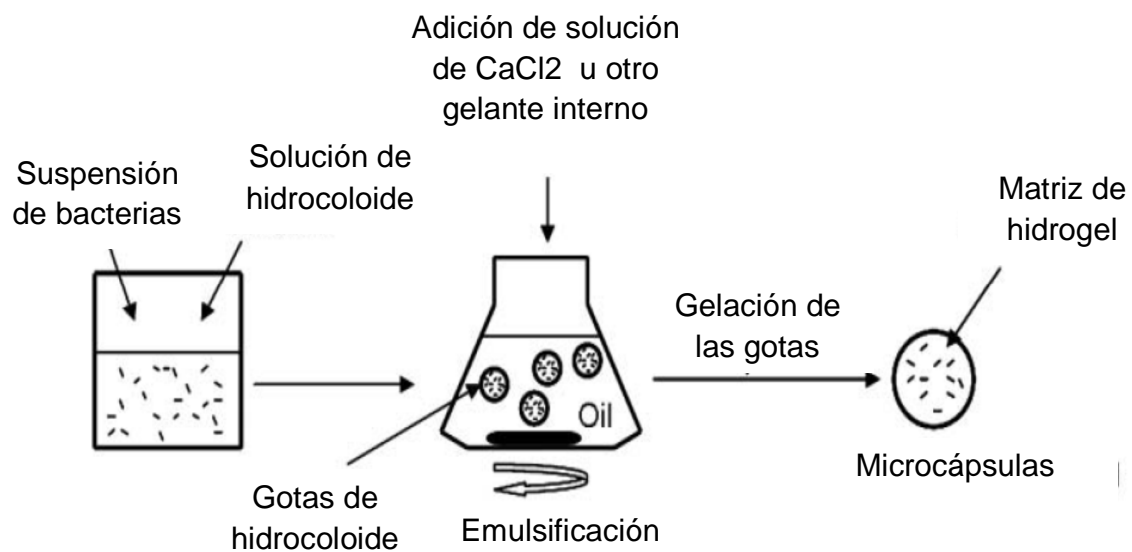 Adición de solución
de CaCl2 u otro
gelante interno
Suspensión
de bacterias
Solución de
hidrocoloide
Matriz de
hidrogel
Gelación de
las gotas
Oil
Microcápsulas
Gotas de
hidrocoloide
Emulsificación